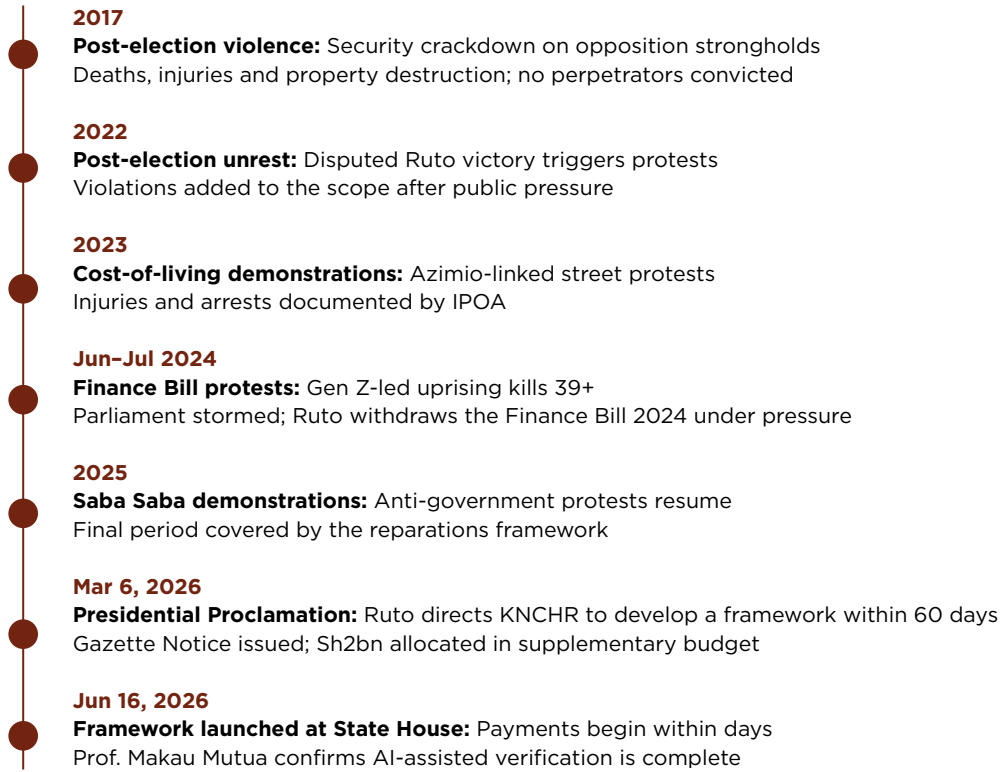 2017
Post-election violence: Security crackdown on opposition strongholds
Deaths, injuries and property destruction; no perpetrators convicted
2022
Post-election unrest: Disputed Ruto victory triggers protests
Violations added to the scope after public pressure
2023
Cost-of-living demonstrations: Azimio-linked street protests
Injuries and arrests documented by IPOA
Jun–Jul 2024
Finance Bill protests: Gen Z-led uprising kills 39+
Parliament stormed; Ruto withdraws the Finance Bill 2024 under pressure
2025
Saba Saba demonstrations: Anti-government protests resume
Final period covered by the reparations framework
Mar 6, 2026
Presidential Proclamation: Ruto directs KNCHR to develop a framework within 60 days
Gazette Notice issued; Sh2bn allocated in supplementary budget
Jun 16, 2026
Framework launched at State House: Payments begin within days
Prof. Makau Mutua confirms AI-assisted verification is complete